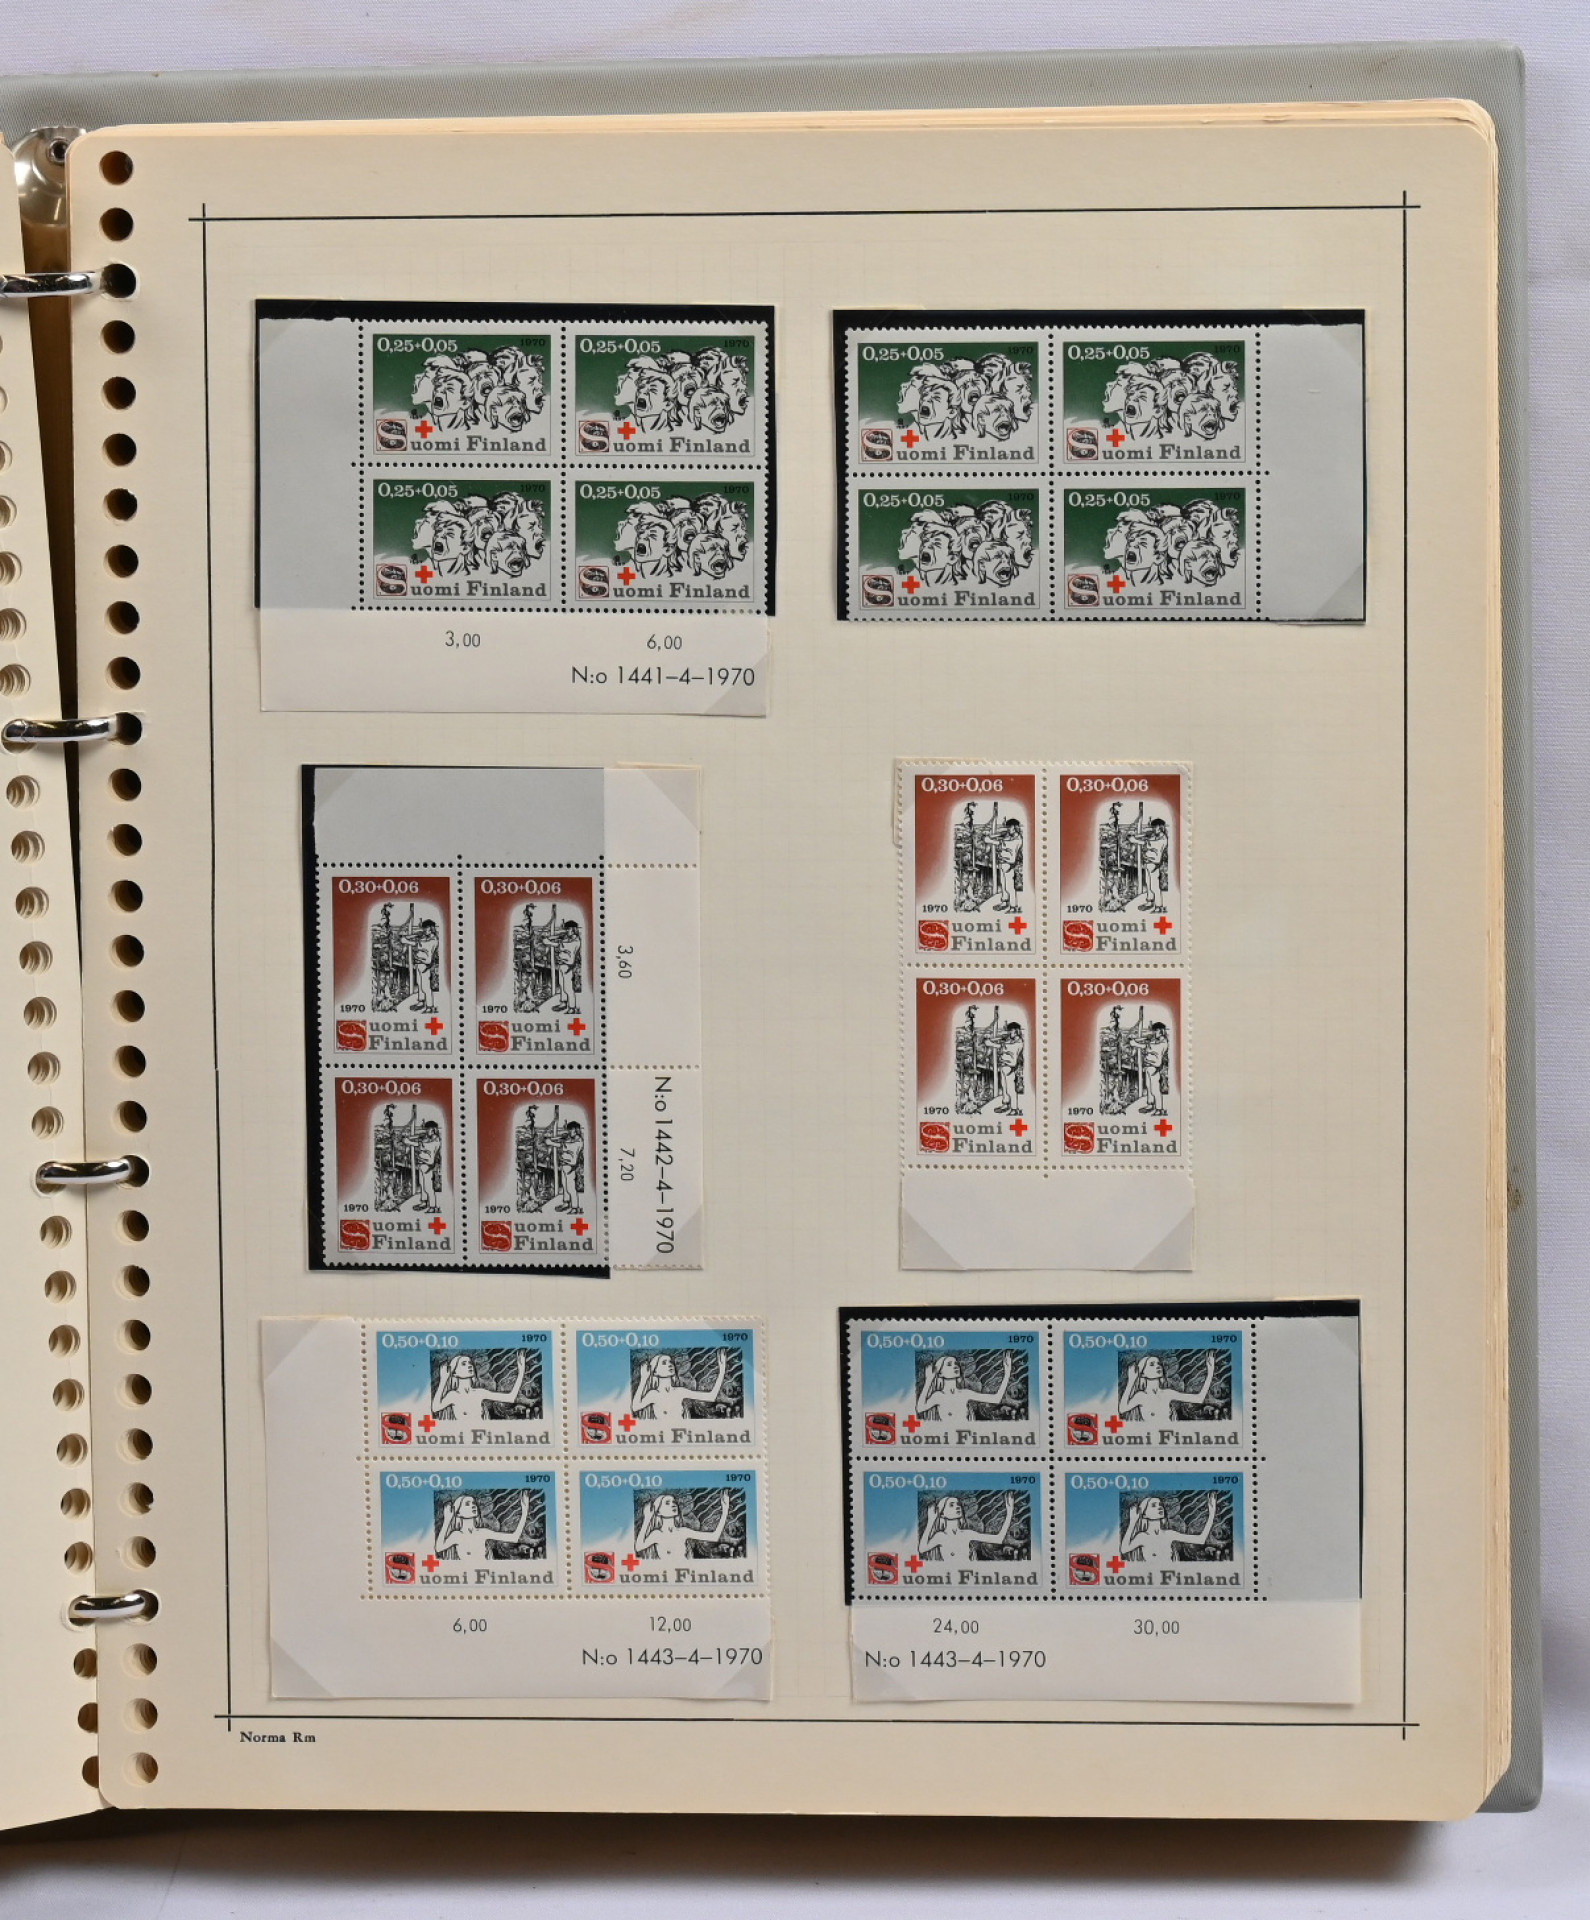 0,25+0,05 1970
Suomi Finland
0,25+0,05 1970
Suomi Finland
0,25+0,05 1970
Suomi Finland
0,25+0,05 1970
Suomi Finland
3,00 6,00
N:o 1441-4-1970
0,25+0,05 1970
Suomi Finland
0,25+0,05 1970
Suomi Finland
0,25+0,05 1970
Suomi Finland
0,25+0,05 1970
Suomi Finland
0,30+0,06
1970
Suomi
Finland
0,30+0,06
1970
Suomi
Finland
0,30+0,06
1970
Suomi
Finland
0,30+0,06
1970
Suomi
Finland
3,60 7,20
N:o 1442-4-1970
0,30+0,06
1970
Suomi
Finland
0,30+0,06
1970
Suomi
Finland
0,30+0,06
1970
Suomi
Finland
0,30+0,06
1970
Suomi
Finland
0,50+0,10 1970
Suomi Finland
0,50+0,10 1970
Suomi Finland
0,50+0,10 1970
Suomi Finland
0,50+0,10 1970
Suomi Finland
6,00 12,00
N:o 1443-4-1970
0,50+0,10 1970
Suomi Finland
0,50+0,10 1970
Suomi Finland
0,50+0,10 1970
Suomi Finland
0,50+0,10 1970
Suomi Finland
24,00 30,00
N:o 1443-4-1970
Norma Rm